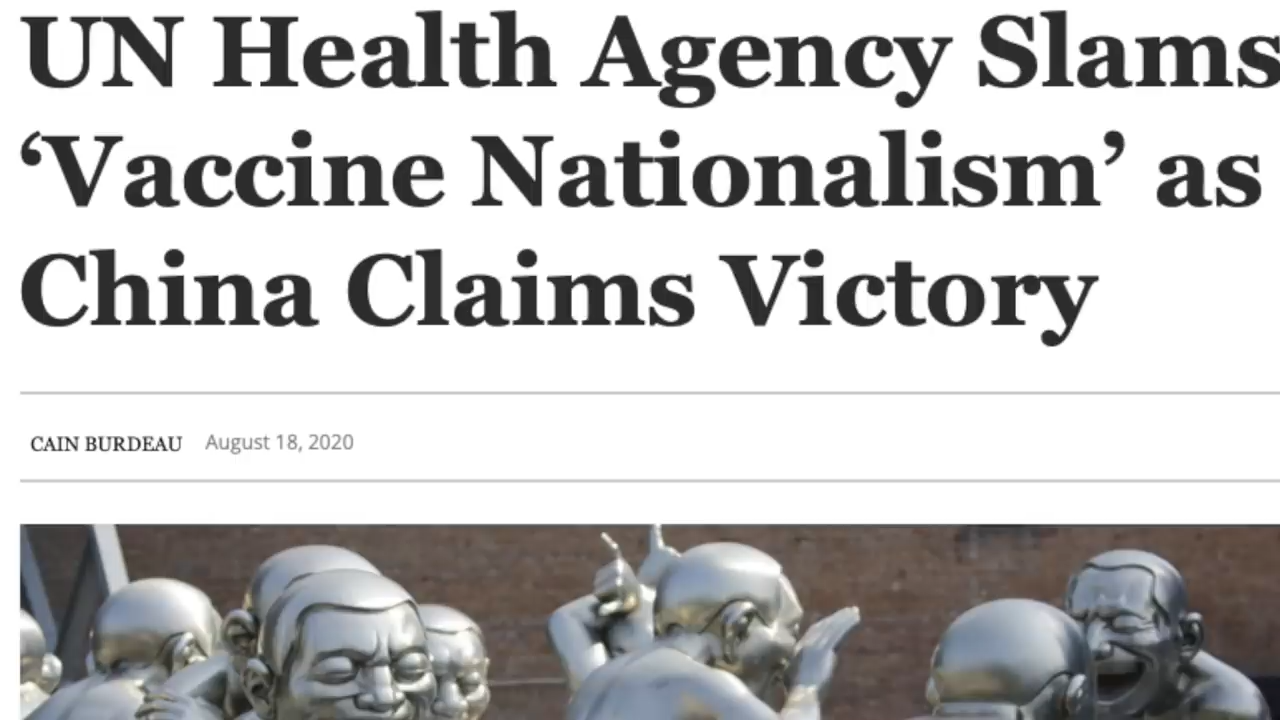 UN Health Agency Slams
‘Vaccine Nationalism’ as
China Claims Victory
CAIN BURDEAU August 18, 2020